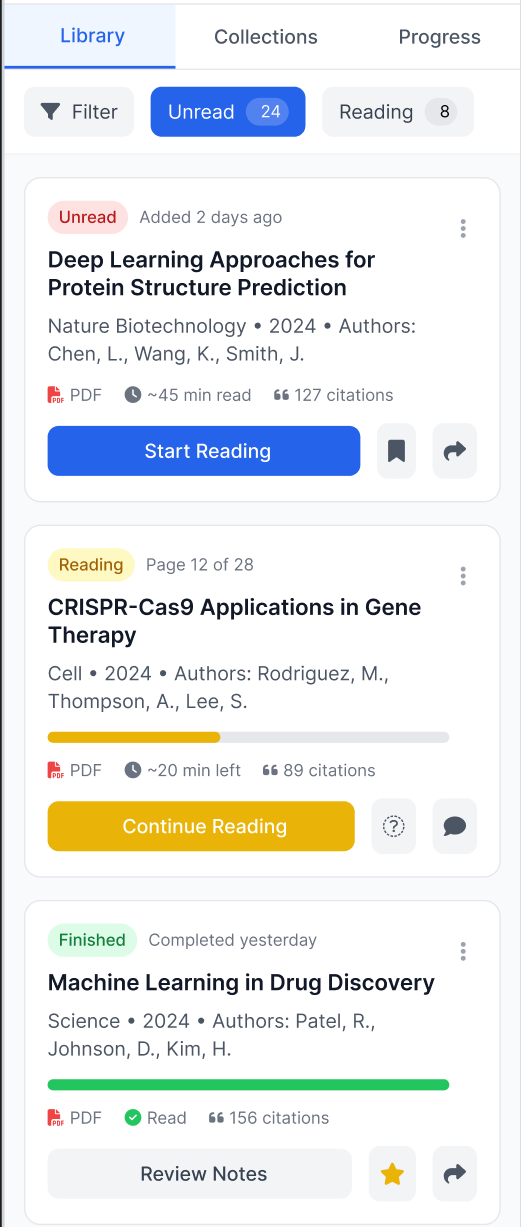 Library Collections Progress
Filter Unread 24 Reading 8
Unread Added 2 days ago
Deep Learning Approaches for
Protein Structure Prediction
Nature Biotechnology • 2024 • Authors:
Chen, L., Wang, K., Smith, J.
PDF PDF ~45 min read 127 citations
Start Reading
Reading Page 12 of 28
CRISPR-Cas9 Applications in Gene
Therapy
Cell • 2024 • Authors: Rodriguez, M.,
Thompson, A., Lee, S.
PDF PDF ~20 min left 89 citations
Continue Reading ?
Finished Completed yesterday
Machine Learning in Drug Discovery
Science • 2024 • Authors: Patel, R.,
Johnson, D., Kim, H.
PDF PDF Read 156 citations
Review Notes